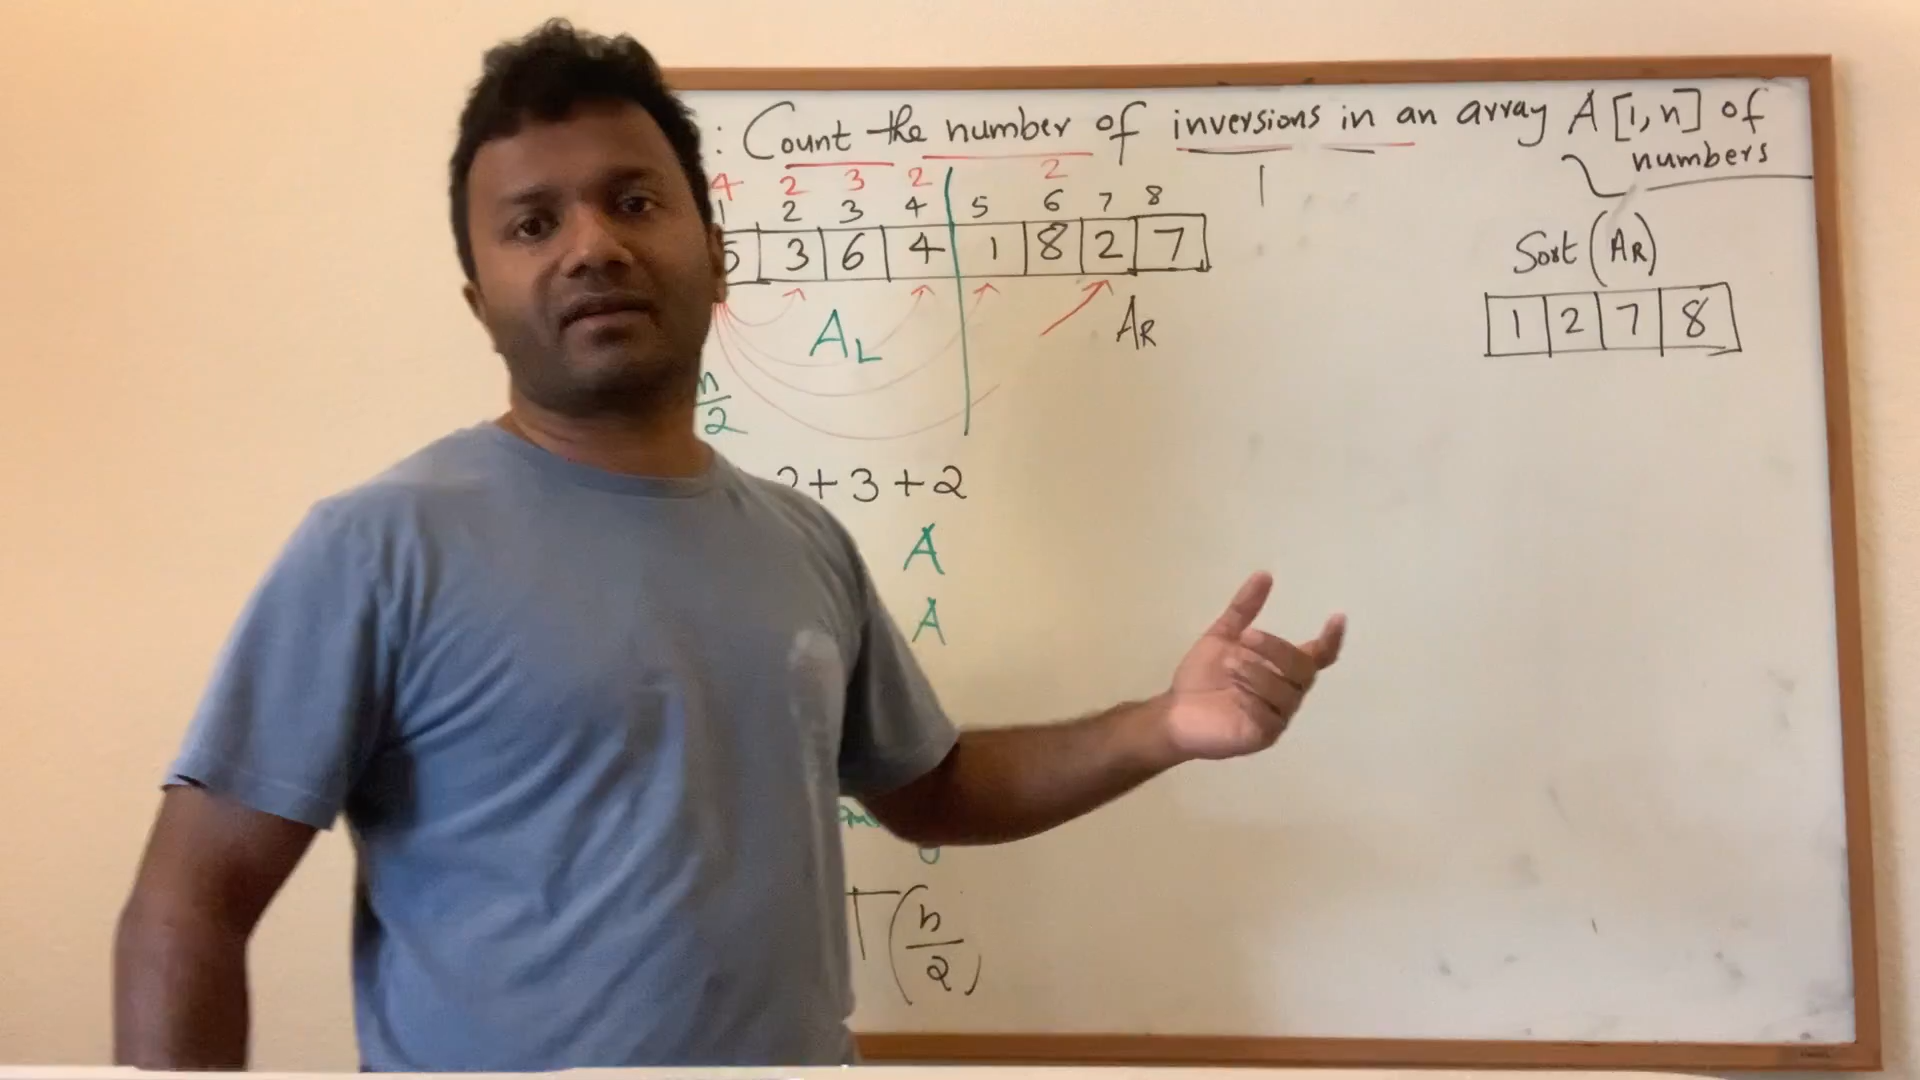 : Count the number of inversions in an array A[1,n] of
numbers
4 2 3 2 2
1 2 3 4 5 6 7 8
5 3 6 4 1 8 2 7
Sort (AR)
1 2 7 8
AL AR
n/2
2+3+2
A
A
T(n/2)